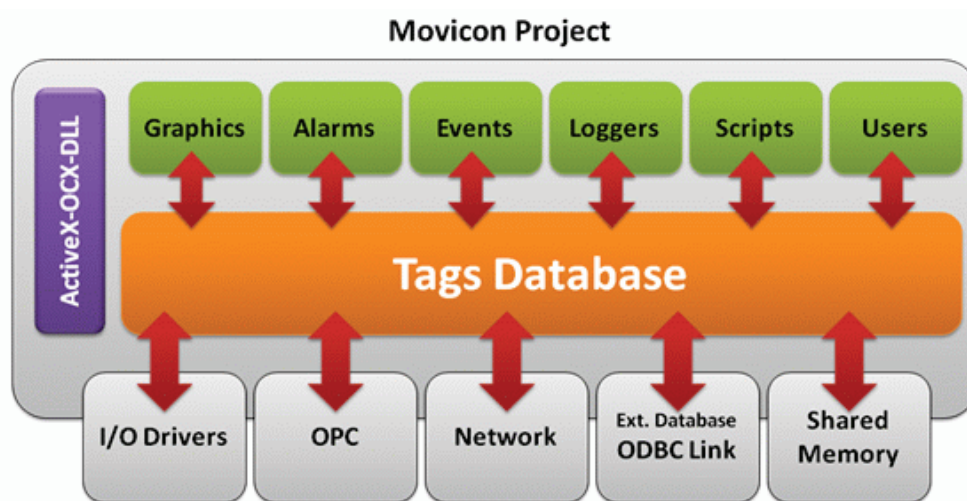 Movicon Project
ActiveX-OCX-DLL
Graphics
Alarms
Events
Loggers
Scripts
Users
Tags Database
I/O Drivers
OPC
Network
Ext. Database
ODBC Link
Shared
Memory